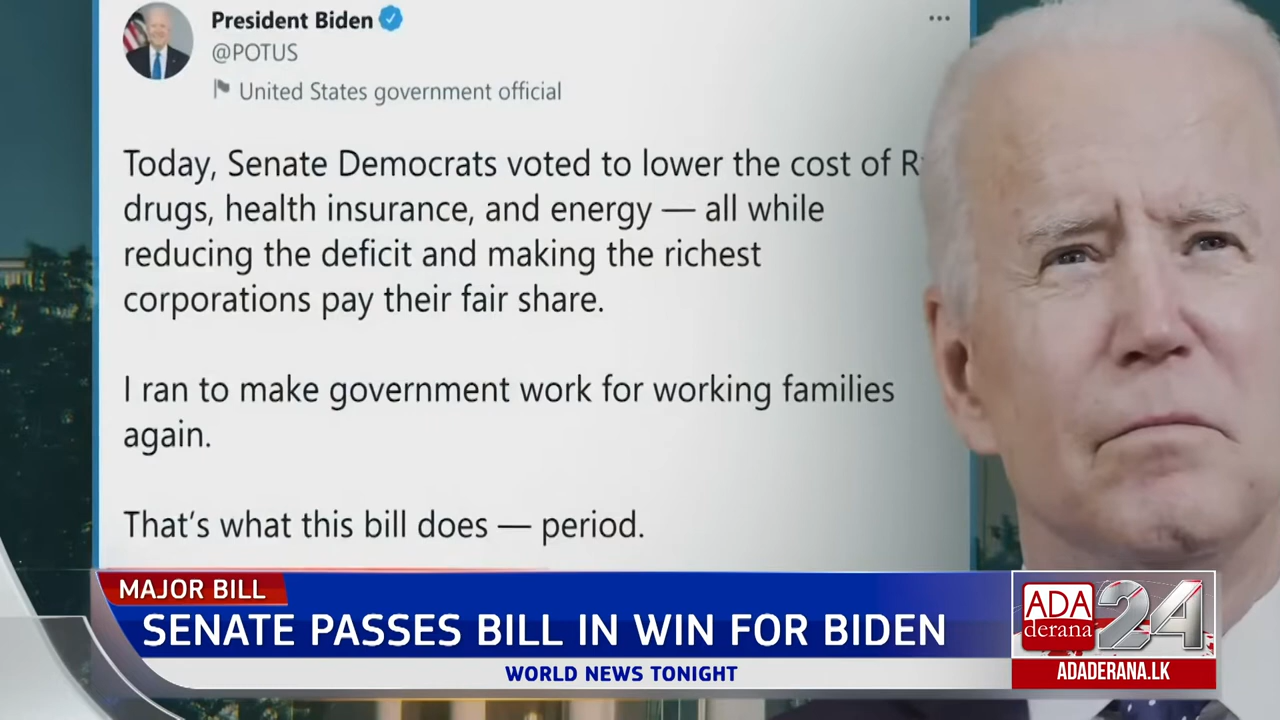 President Biden
@POTUS
United States government official
Today, Senate Democrats voted to lower the cost of
drugs, health insurance, and energy — all while
reducing the deficit and making the richest
corporations pay their fair share.
I ran to make government work for working families
again.
That's what this bill does — period.
MAJOR BILL
SENATE PASSES BILL IN WIN FOR BIDEN
WORLD NEWS TONIGHT
ADA
derana
24
ADADERANA.LK